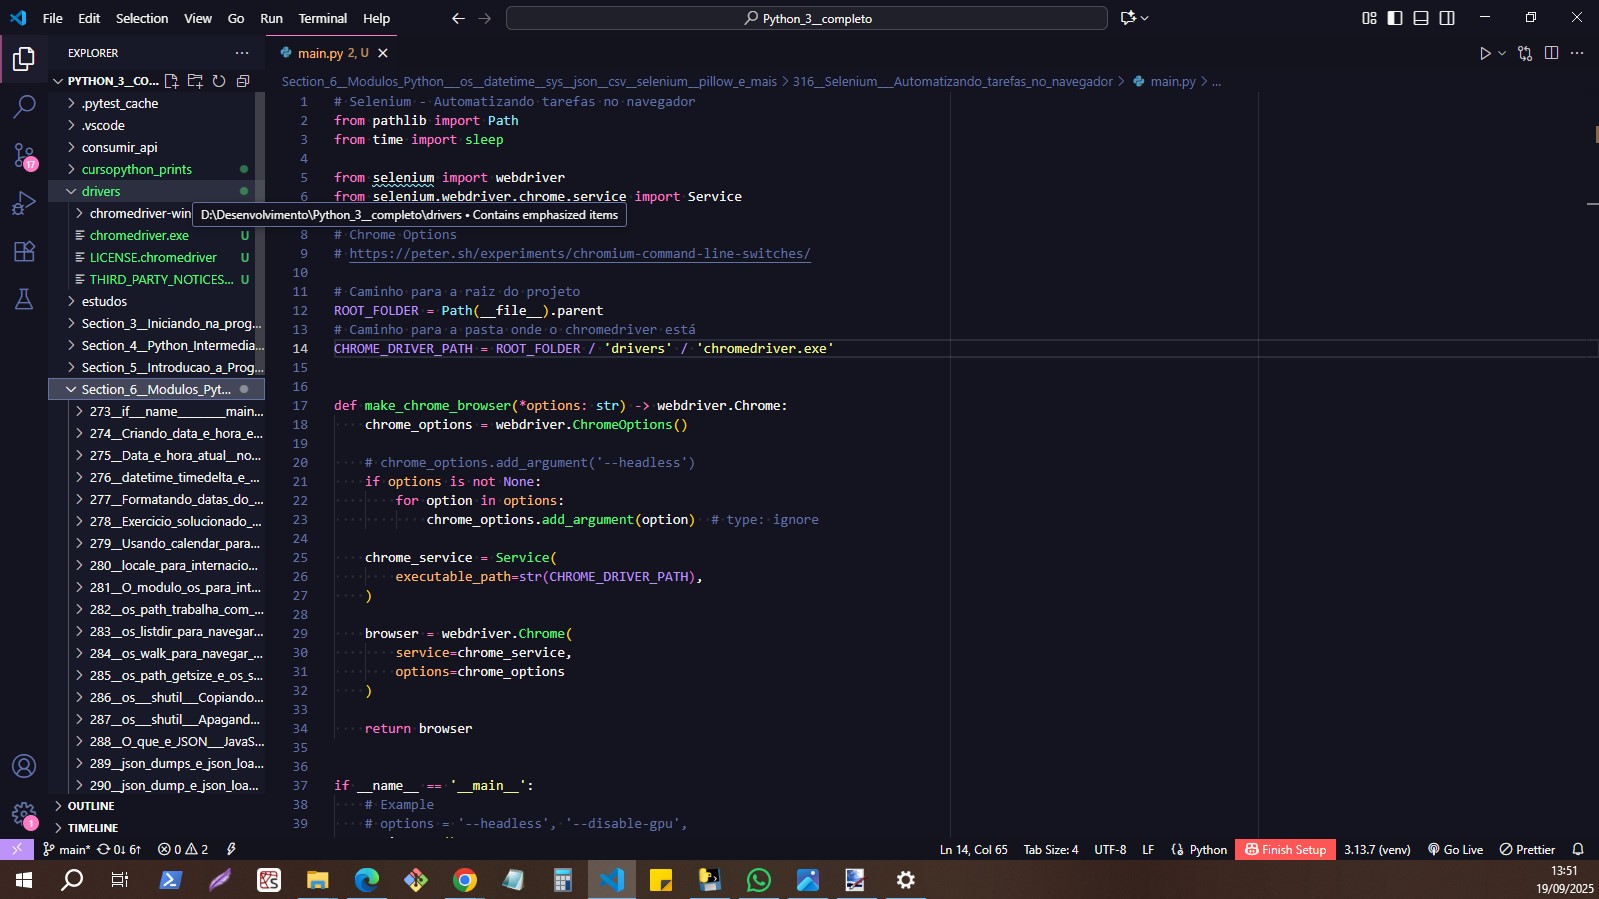 File Edit Selection View Go Run Terminal Help
Python_3__completo
EXPLORER
main.py 2, U
PYTHON_3__CO...
Section_6__Modulos_Python___os__datetime__sys__json__csv__selenium__pillow_e_mais > 316__Selenium___Automatizando_tarefas_no_navegador > main.py > ...
.pytest_cache
.vscode
consumir_api
cursopython_prints
drivers
chromedriver-win
D:\Desenvolvimento\Python_3__completo\drivers • Contains emphasized items
chromedriver.exe U
LICENSE.chromedriver U
THIRD_PARTY_NOTICES... U
estudos
Section_3__Iniciando_na_prog...
Section_4__Python_Intermedia...
Section_5__Introducao_a_Prog...
Section_6__Modulos_Pyt...
273__if__name________main...
274__Criando_data_e_hora_e...
275__Data_e_hora_atual__no...
276__datetime_timedelta_e_...
277__Formatando_datas_do_...
278__Exercicio_solucionado_...
279__Usando_calendar_para...
280__locale_para_internacio...
281__O_modulo_os_para_int...
282__os_path_trabalha_com_...
283__os_listdir_para_navegar...
284__os_walk_para_navegar_...
285__os_path_getsize_e_os_s...
286__os___shutil___Copiando...
287__os___shutil___Apagand...
288__O_que_e_JSON___JavaS...
289__json_dumps_e_json_loa...
290__json_dump_e_json_loa...
OUTLINE
TIMELINE
1 # Selenium - Automatizando tarefas no navegador
2 from pathlib import Path
3 from time import sleep
4
5 from selenium import webdriver
6 from selenium.webdriver.chrome.service import Service
8 # Chrome Options
9 # https://peter.sh/experiments/chromium-command-line-switches/
10
11 # Caminho para a raiz do projeto
12 ROOT_FOLDER = Path(__file__).parent
13 # Caminho para a pasta onde o chromedriver está
14 CHROME_DRIVER_PATH = ROOT_FOLDER / 'drivers' / 'chromedriver.exe'
15
16
17 def make_chrome_browser(*options: str) -> webdriver.Chrome:
18 chrome_options = webdriver.ChromeOptions()
19
20 # chrome_options.add_argument('--headless')
21 if options is not None:
22 for option in options:
23 chrome_options.add_argument(option)  # type: ignore
24
25 chrome_service = Service(
26 executable_path=str(CHROME_DRIVER_PATH),
27 )
28
29 browser = webdriver.Chrome(
30 service=chrome_service,
31 options=chrome_options
32 )
33
34 return browser
35
36
37 if __name__ == '__main__':
38 # Example
39 # options = '--headless', '--disable-gpu',
17
1
main* 0↓ 6↑ 0 2 Ln 14, Col 65 Tab Size: 4 UTF-8 LF Python Finish Setup 3.13.7 (venv) Go Live Prettier
13:51
19/09/2025